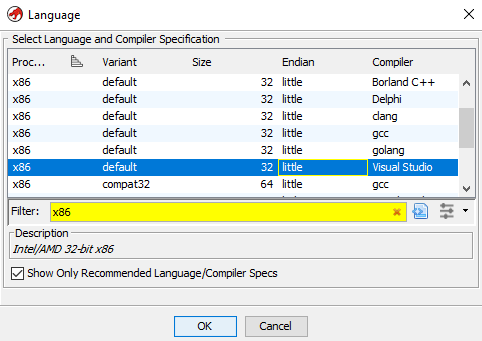 Language
Select Language and Compiler Specification
Proc... Variant Size Endian Compiler
x86 default 32 little Borland C++
x86 default 32 little Delphi
x86 default 32 little clang
x86 default 32 little gcc
x86 default 32 little golang
x86 default 32 little Visual Studio
x86 compat32 64 little gcc
Filter: x86
Description
Intel/AMD 32-bit x86
Show Only Recommended Language/Compiler Specs
OK Cancel